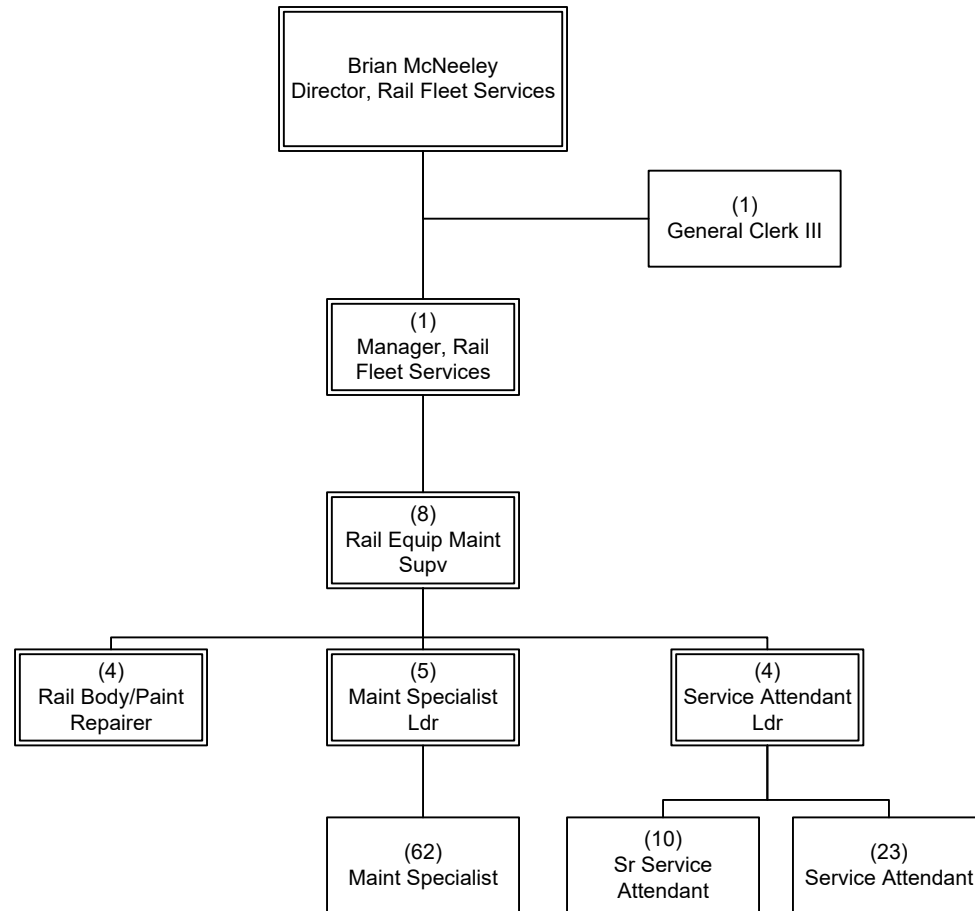 Brian McNeeley
Director, Rail Fleet Services
(1)
General Clerk III
(1)
Manager, Rail
Fleet Services
(8)
Rail Equip Maint
Supv
(4)
Rail Body/Paint
Repairer
(5)
Maint Specialist
Ldr
(4)
Service Attendant
Ldr
(62)
Maint Specialist
(10)
Sr Service
Attendant
(23)
Service Attendant